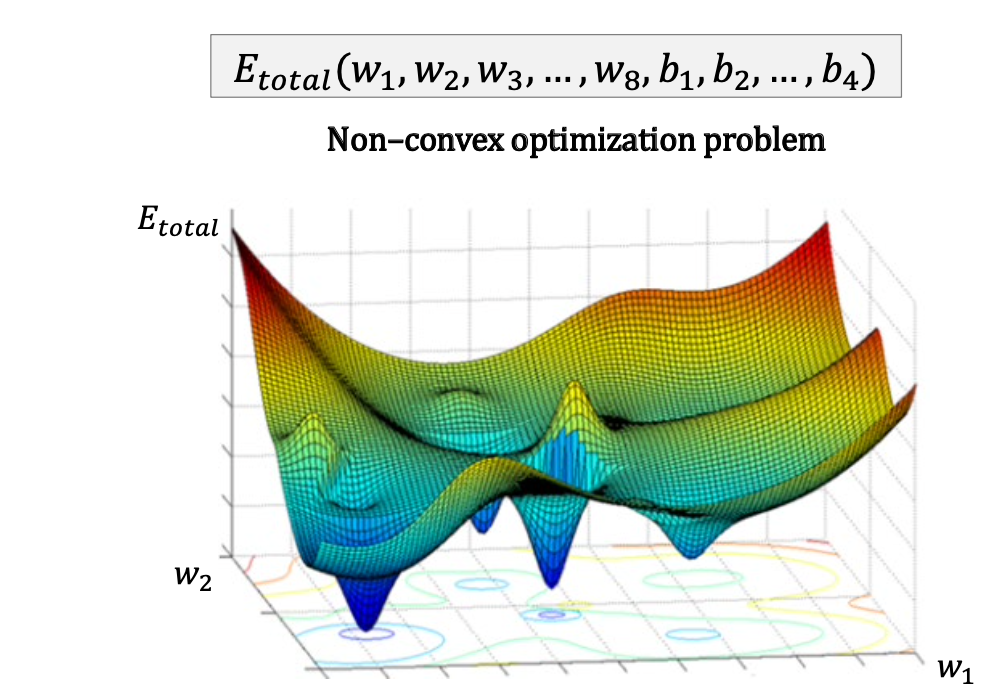 E_total(w_1, w_2, w_3, ..., w_8, b_1, b_2, ..., b_4)
Non–convex optimization problem
E_total
w_2
w_1